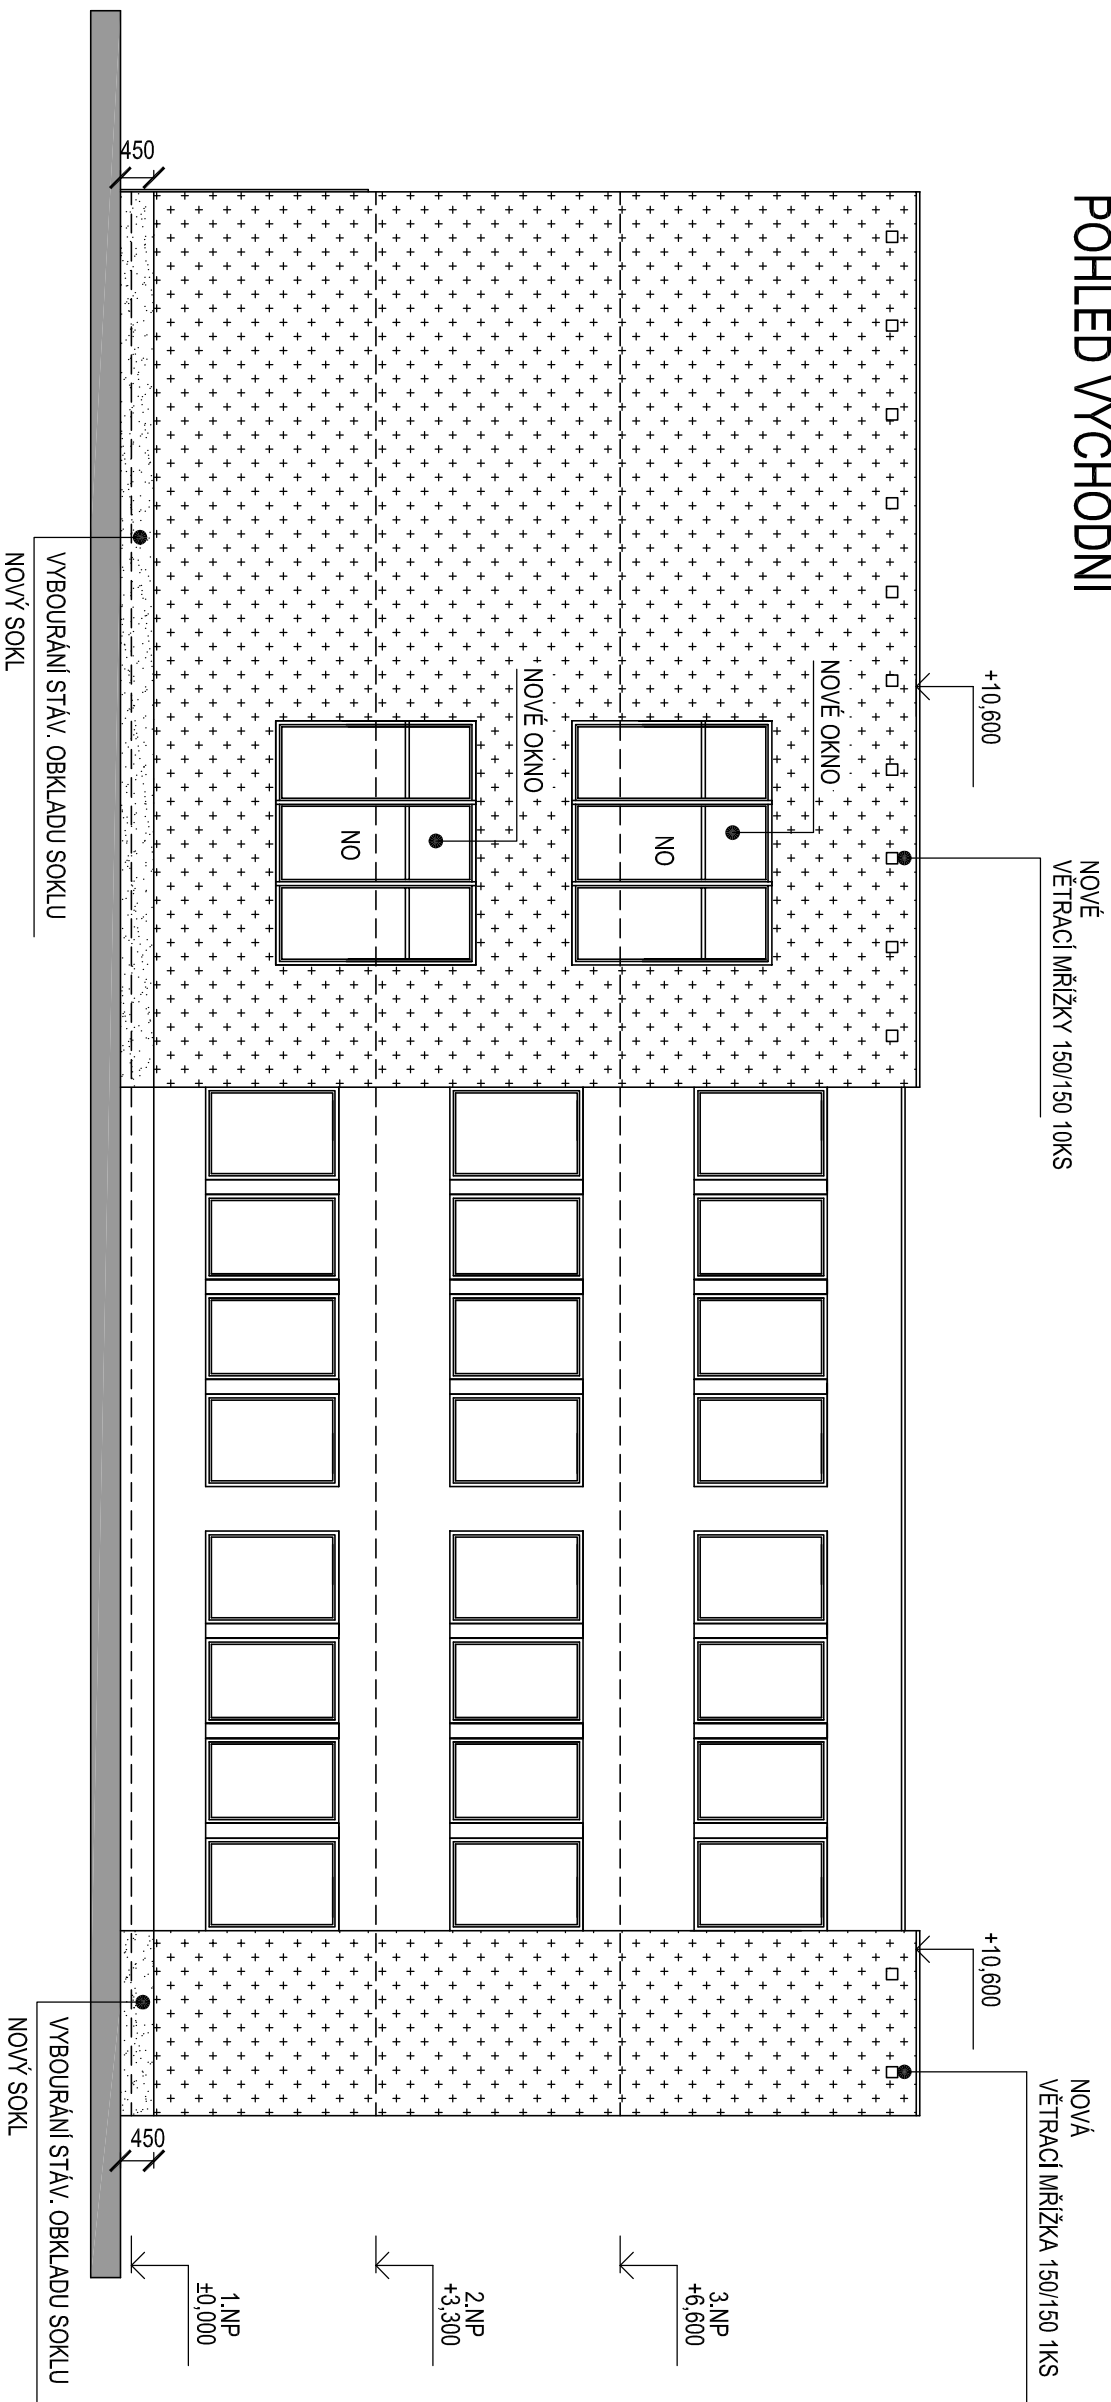 POHLED VÝCHODNÍ
+10,600
NOVÉ
VĚTRACÍ MŘÍŽKY 150/150 10KS
+10,600
NOVÁ
VĚTRACÍ MŘÍŽKA 150/150 1KS
NOVÉ OKNO
NO
NOVÉ OKNO
NO
3.NP
+6,600
2.NP
+3,300
1.NP
±0,000
450
450
VYBOURÁNÍ STÁV. OBKLADU SOKLU
NOVÝ SOKL
VYBOURÁNÍ STÁV. OBKLADU SOKLU
NOVÝ SOKL